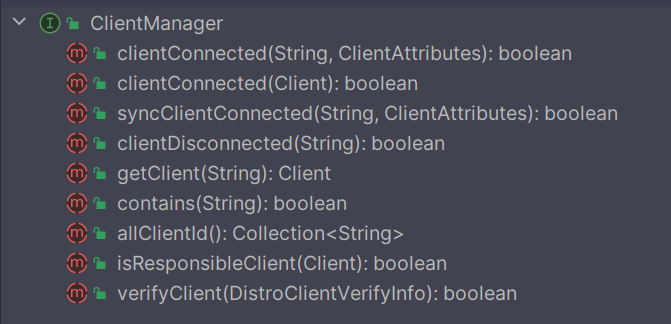 ClientManager
clientConnected(String, ClientAttributes): boolean
clientConnected(Client): boolean
syncClientConnected(String, ClientAttributes): boolean
clientDisconnected(String): boolean
getClient(String): Client
contains(String): boolean
allClientId(): Collection<String>
isResponsibleClient(Client): boolean
verifyClient(DistroClientVerifyInfo): boolean